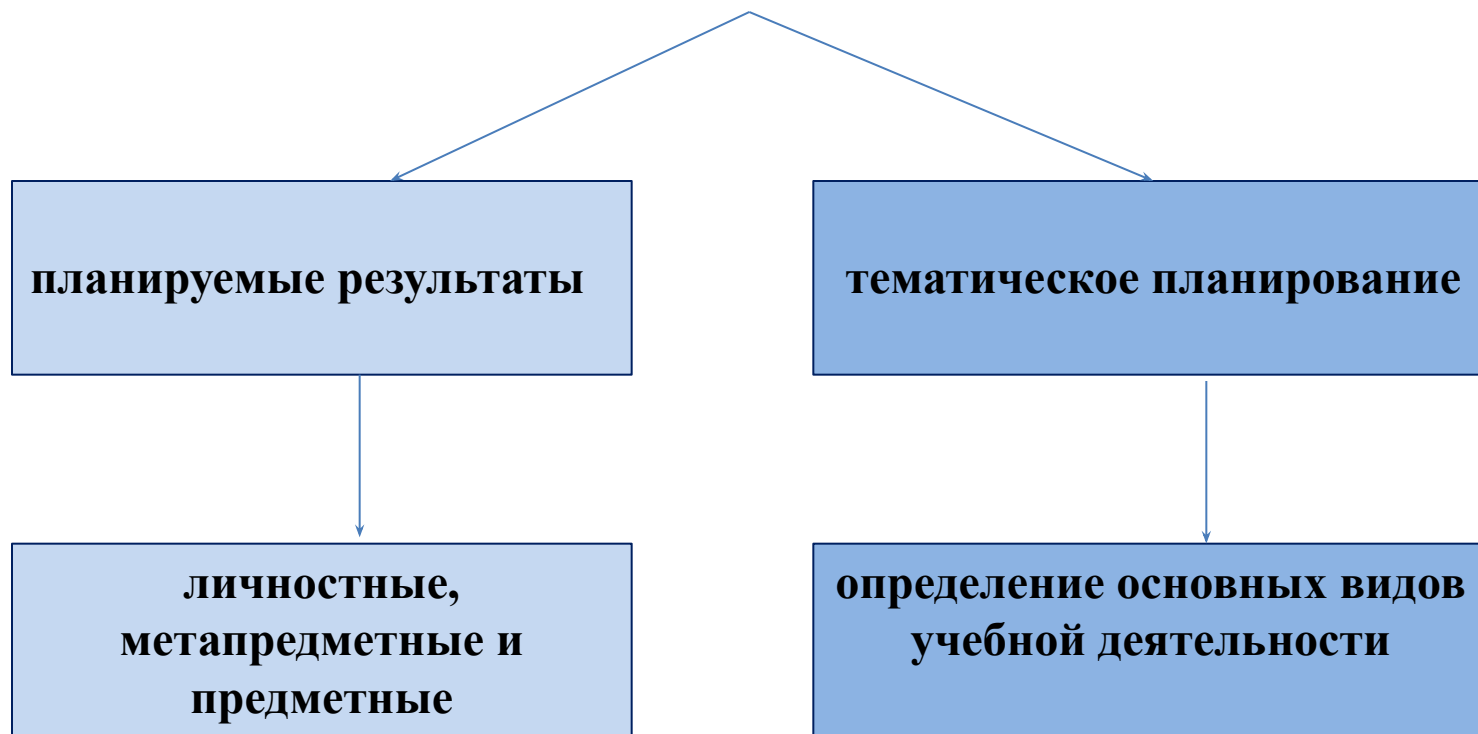 планируемые результаты
тематическое планирование
личностные,
метапредметные и
предметные
определение основных видов
учебной деятельности